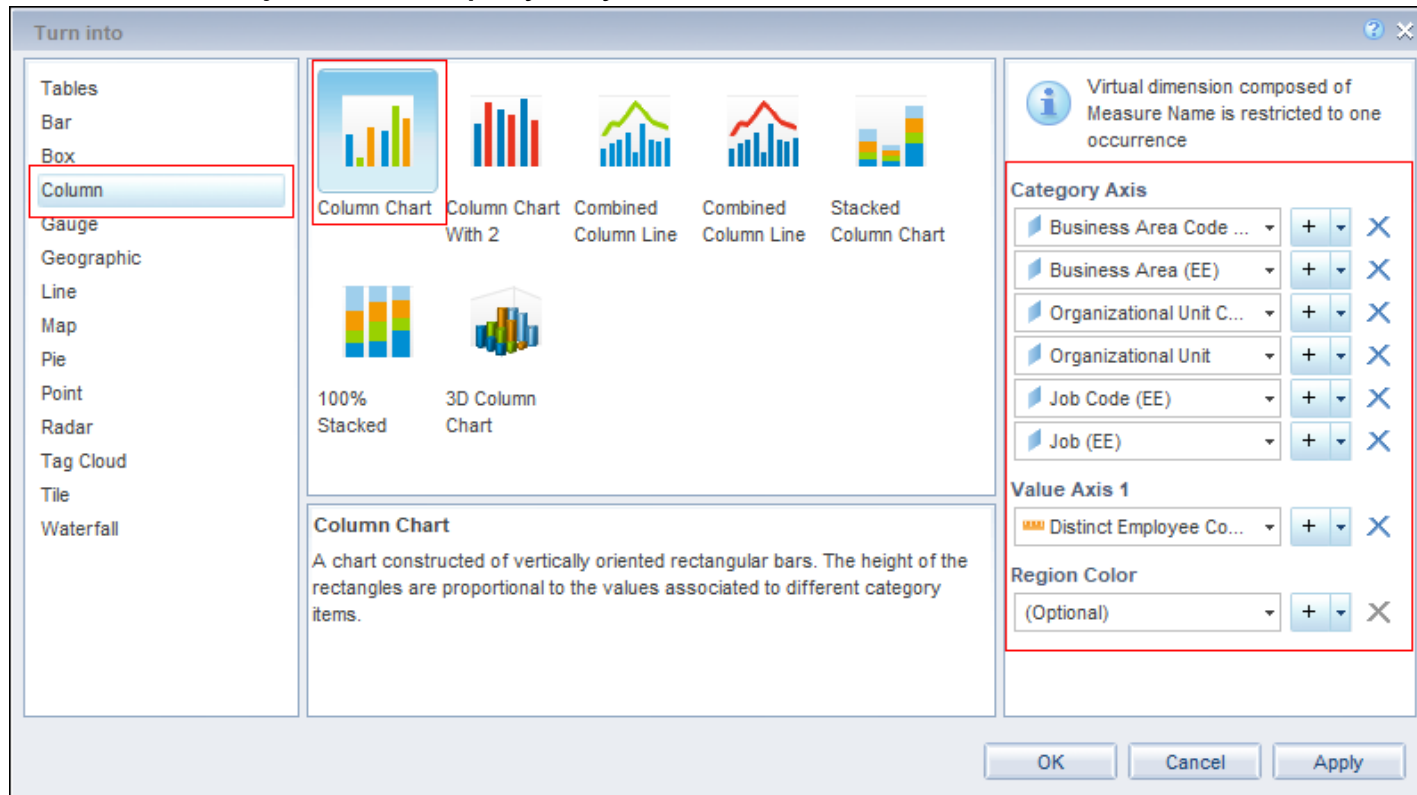 Turn into
Tables
Bar
Box
Column
Gauge
Geographic
Line
Map
Pie
Point
Radar
Tag Cloud
Tile
Waterfall
Column Chart
Column Chart With 2
Combined Column Line
Combined Column Line
Stacked Column Chart
100% Stacked
3D Column Chart
Column Chart
A chart constructed of vertically oriented rectangular bars. The height of the
rectangles are proportional to the values associated to different category
items.
Virtual dimension composed of
Measure Name is restricted to one
occurrence
Category Axis
Business Area Code ...
Business Area (EE)
Organizational Unit C...
Organizational Unit
Job Code (EE)
Job (EE)
Value Axis 1
Distinct Employee Co...
Region Color
(Optional)
OK Cancel Apply